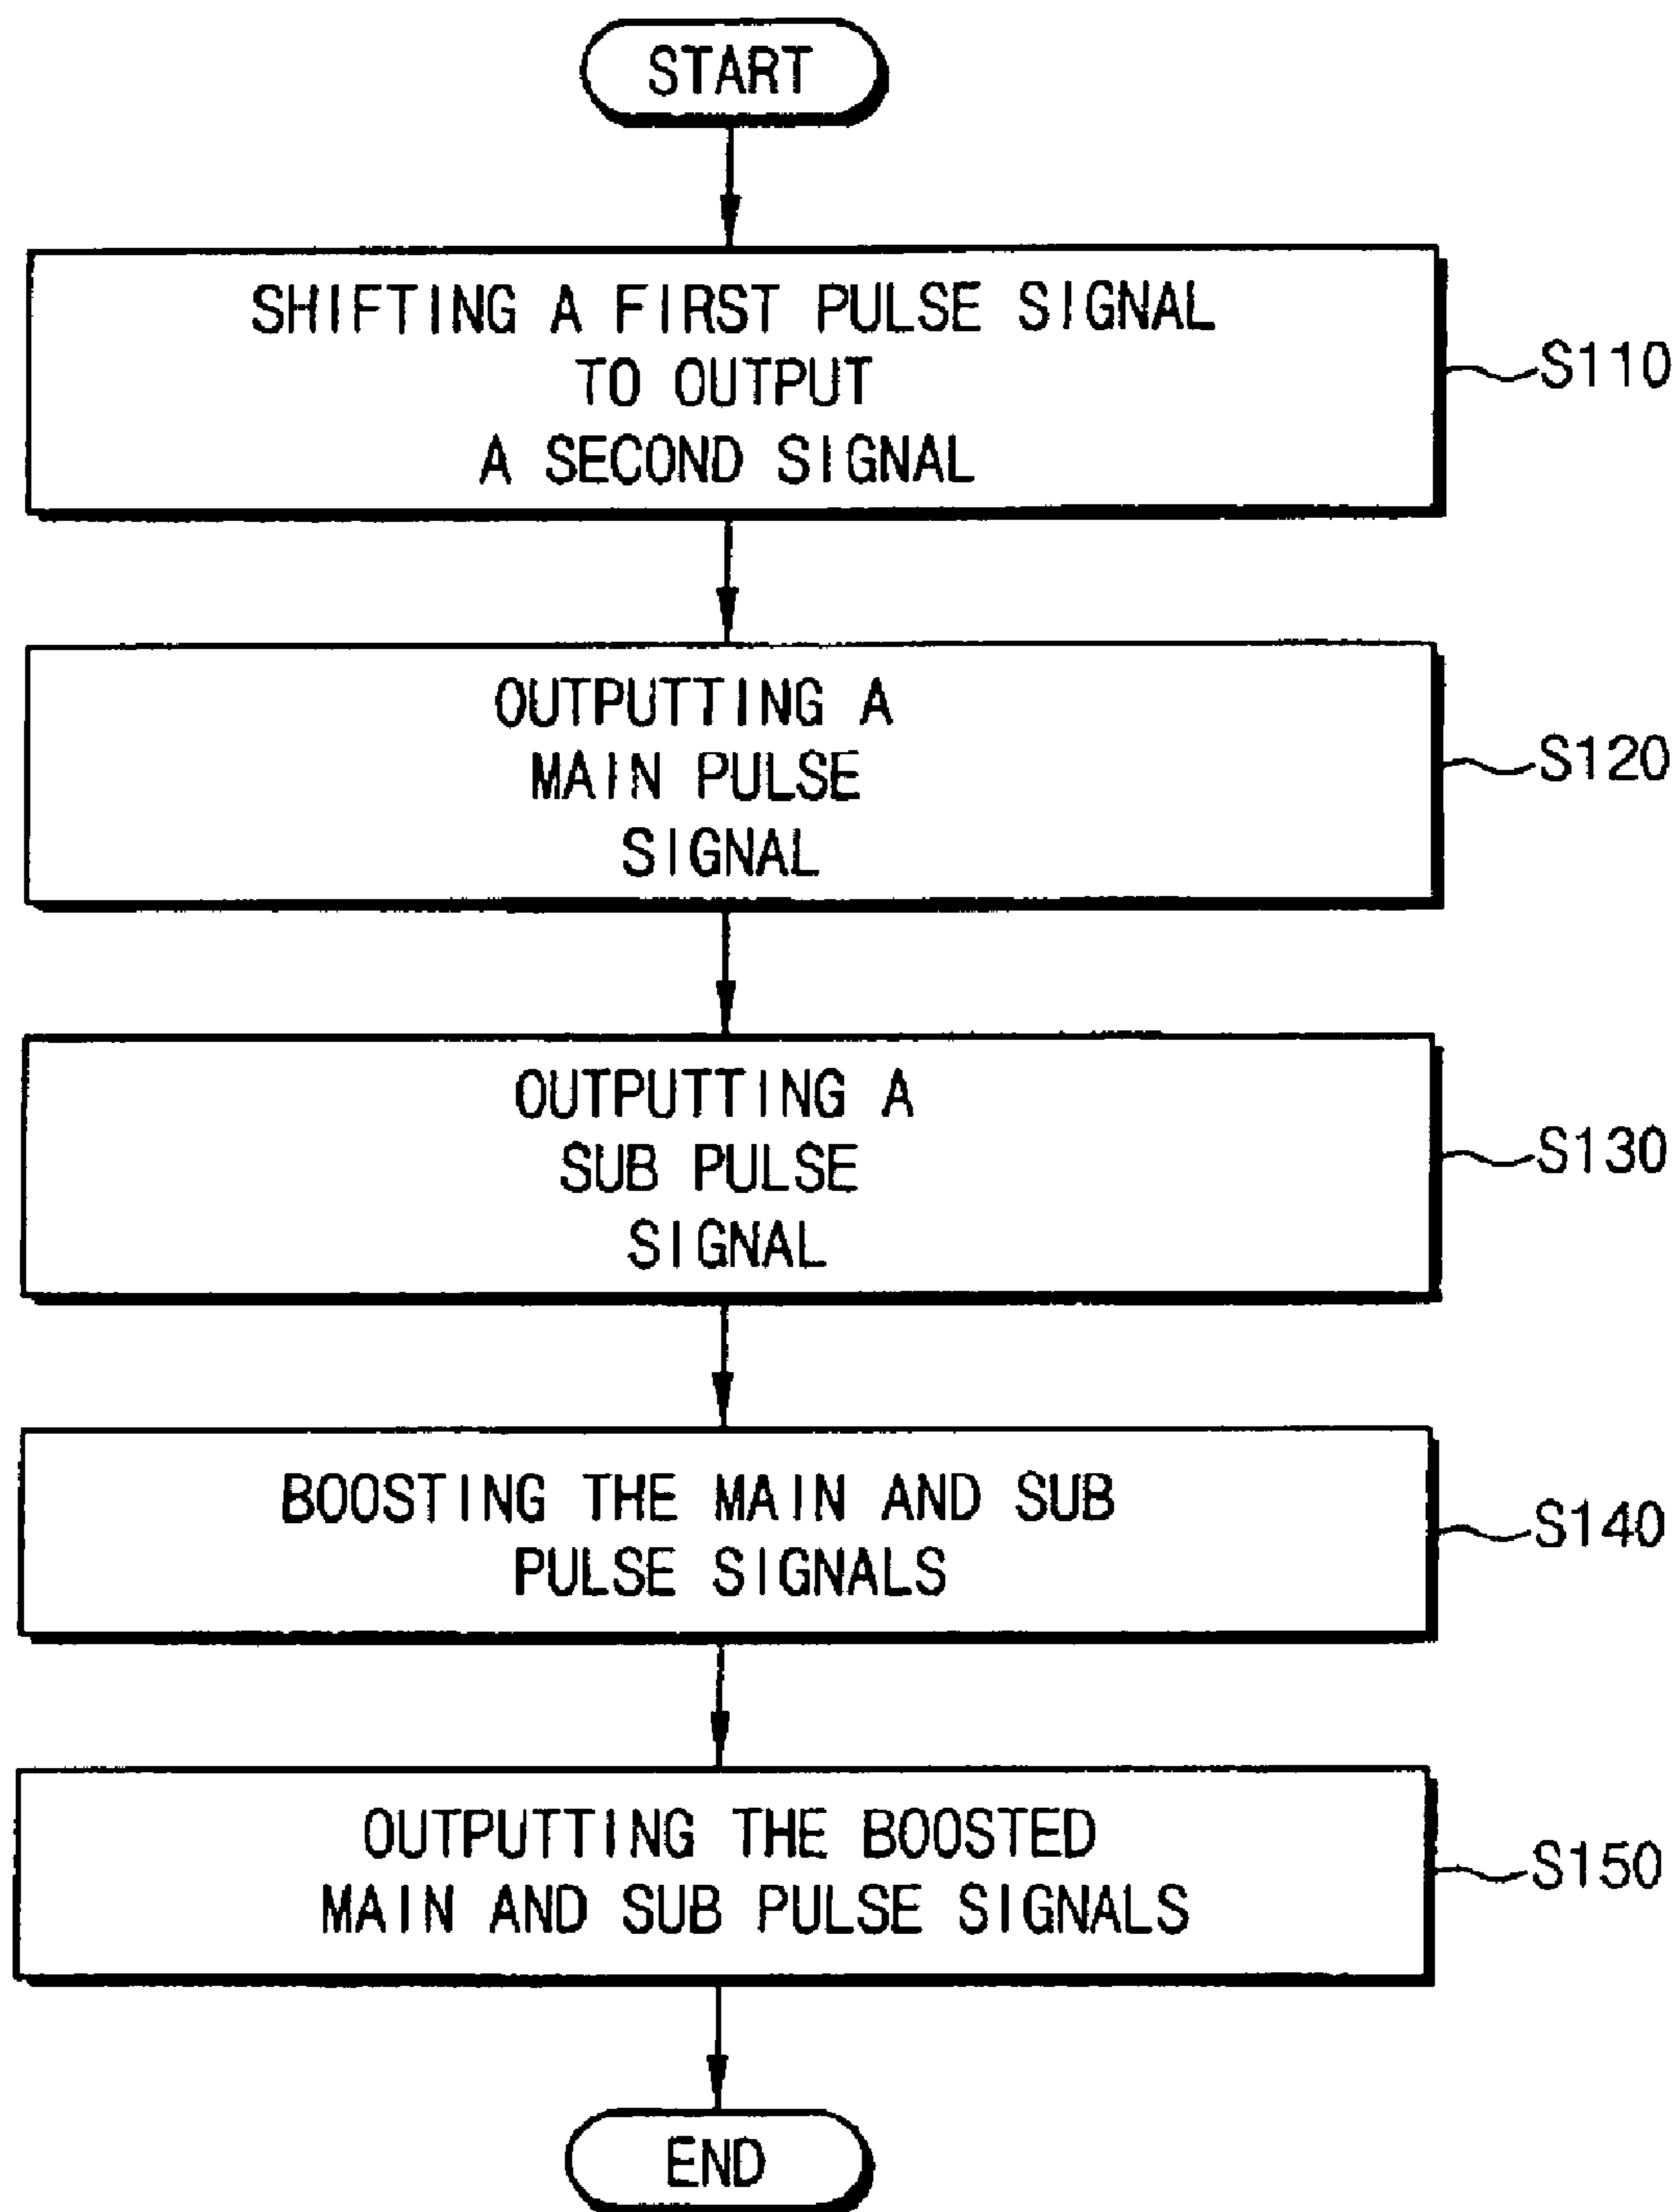 START
SHIFTING A FIRST PULSE SIGNAL
TO OUTPUT
A SECOND SIGNAL
S110
OUTPUTTING A
MAIN PULSE
SIGNAL
S120
OUTPUTTING A
SUB PULSE
SIGNAL
S130
BOOSTING THE MAIN AND SUB
PULSE SIGNALS
S140
OUTPUTTING THE BOOSTED
MAIN AND SUB PULSE SIGNALS
S150
END